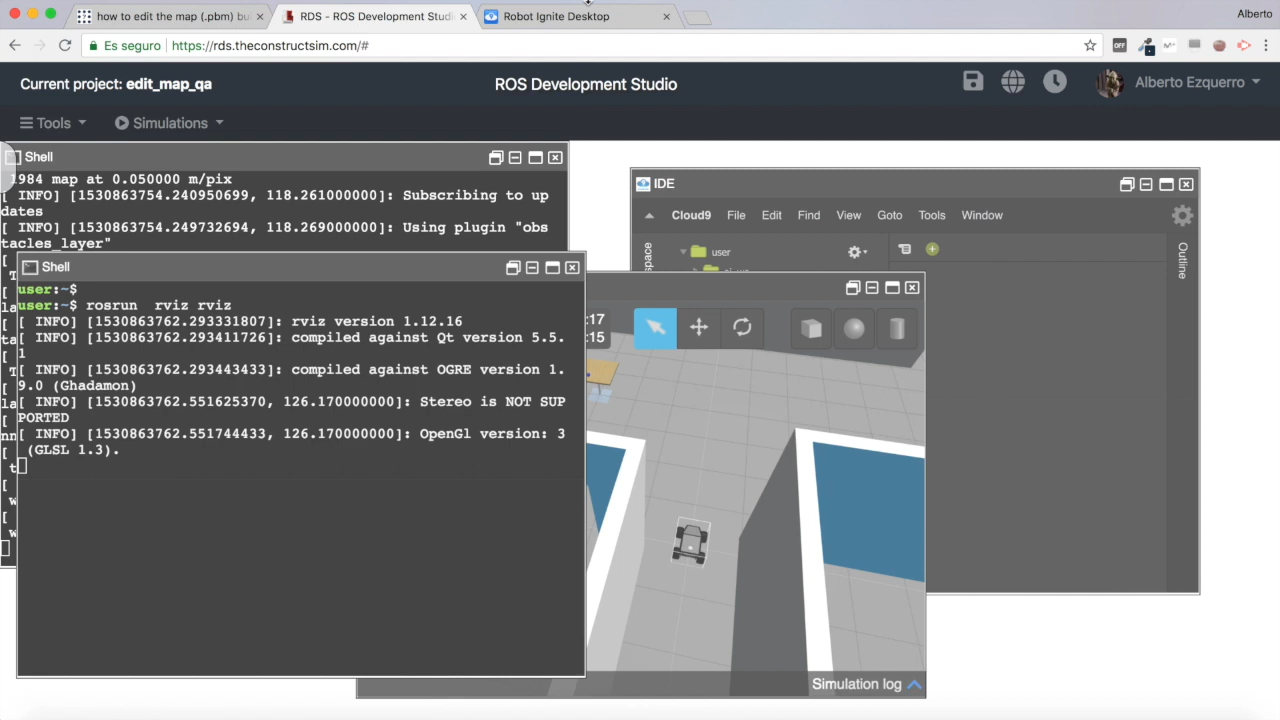 how to edit the map (.pbm) bu
RDS - ROS Development Studi
Robot Ignite Desktop
Alberto
Es seguro
https://rds.theconstructsim.com/#
OFF
Current project: edit_map_qa
ROS Development Studio
Alberto Ezquerro
Tools
Simulations
Shell
1984 map at 0.050000 m/pix
[ INFO] [1530863754.240950699, 118.261000000]: Subscribing to up
dates
[ INFO] [1530863754.249732694, 118.269000000]: Using plugin "obs
tacles_layer"
Shell
user:~$
user:~$ rosrun  rviz rviz
[ INFO] [1530863762.293331807]: rviz version 1.12.16
[ INFO] [1530863762.293411726]: compiled against Qt version 5.5.
1
[ INFO] [1530863762.293443433]: compiled against OGRE version 1.
9.0 (Ghadamon)
[ INFO] [1530863762.551625370, 126.170000000]: Stereo is NOT SUP
PORTED
[ INFO] [1530863762.551744433, 126.170000000]: OpenGl version: 3
(GLSL 1.3).
IDE
Cloud9
File
Edit
Find
View
Goto
Tools
Window
user
Outline
:17
:15
Simulation log